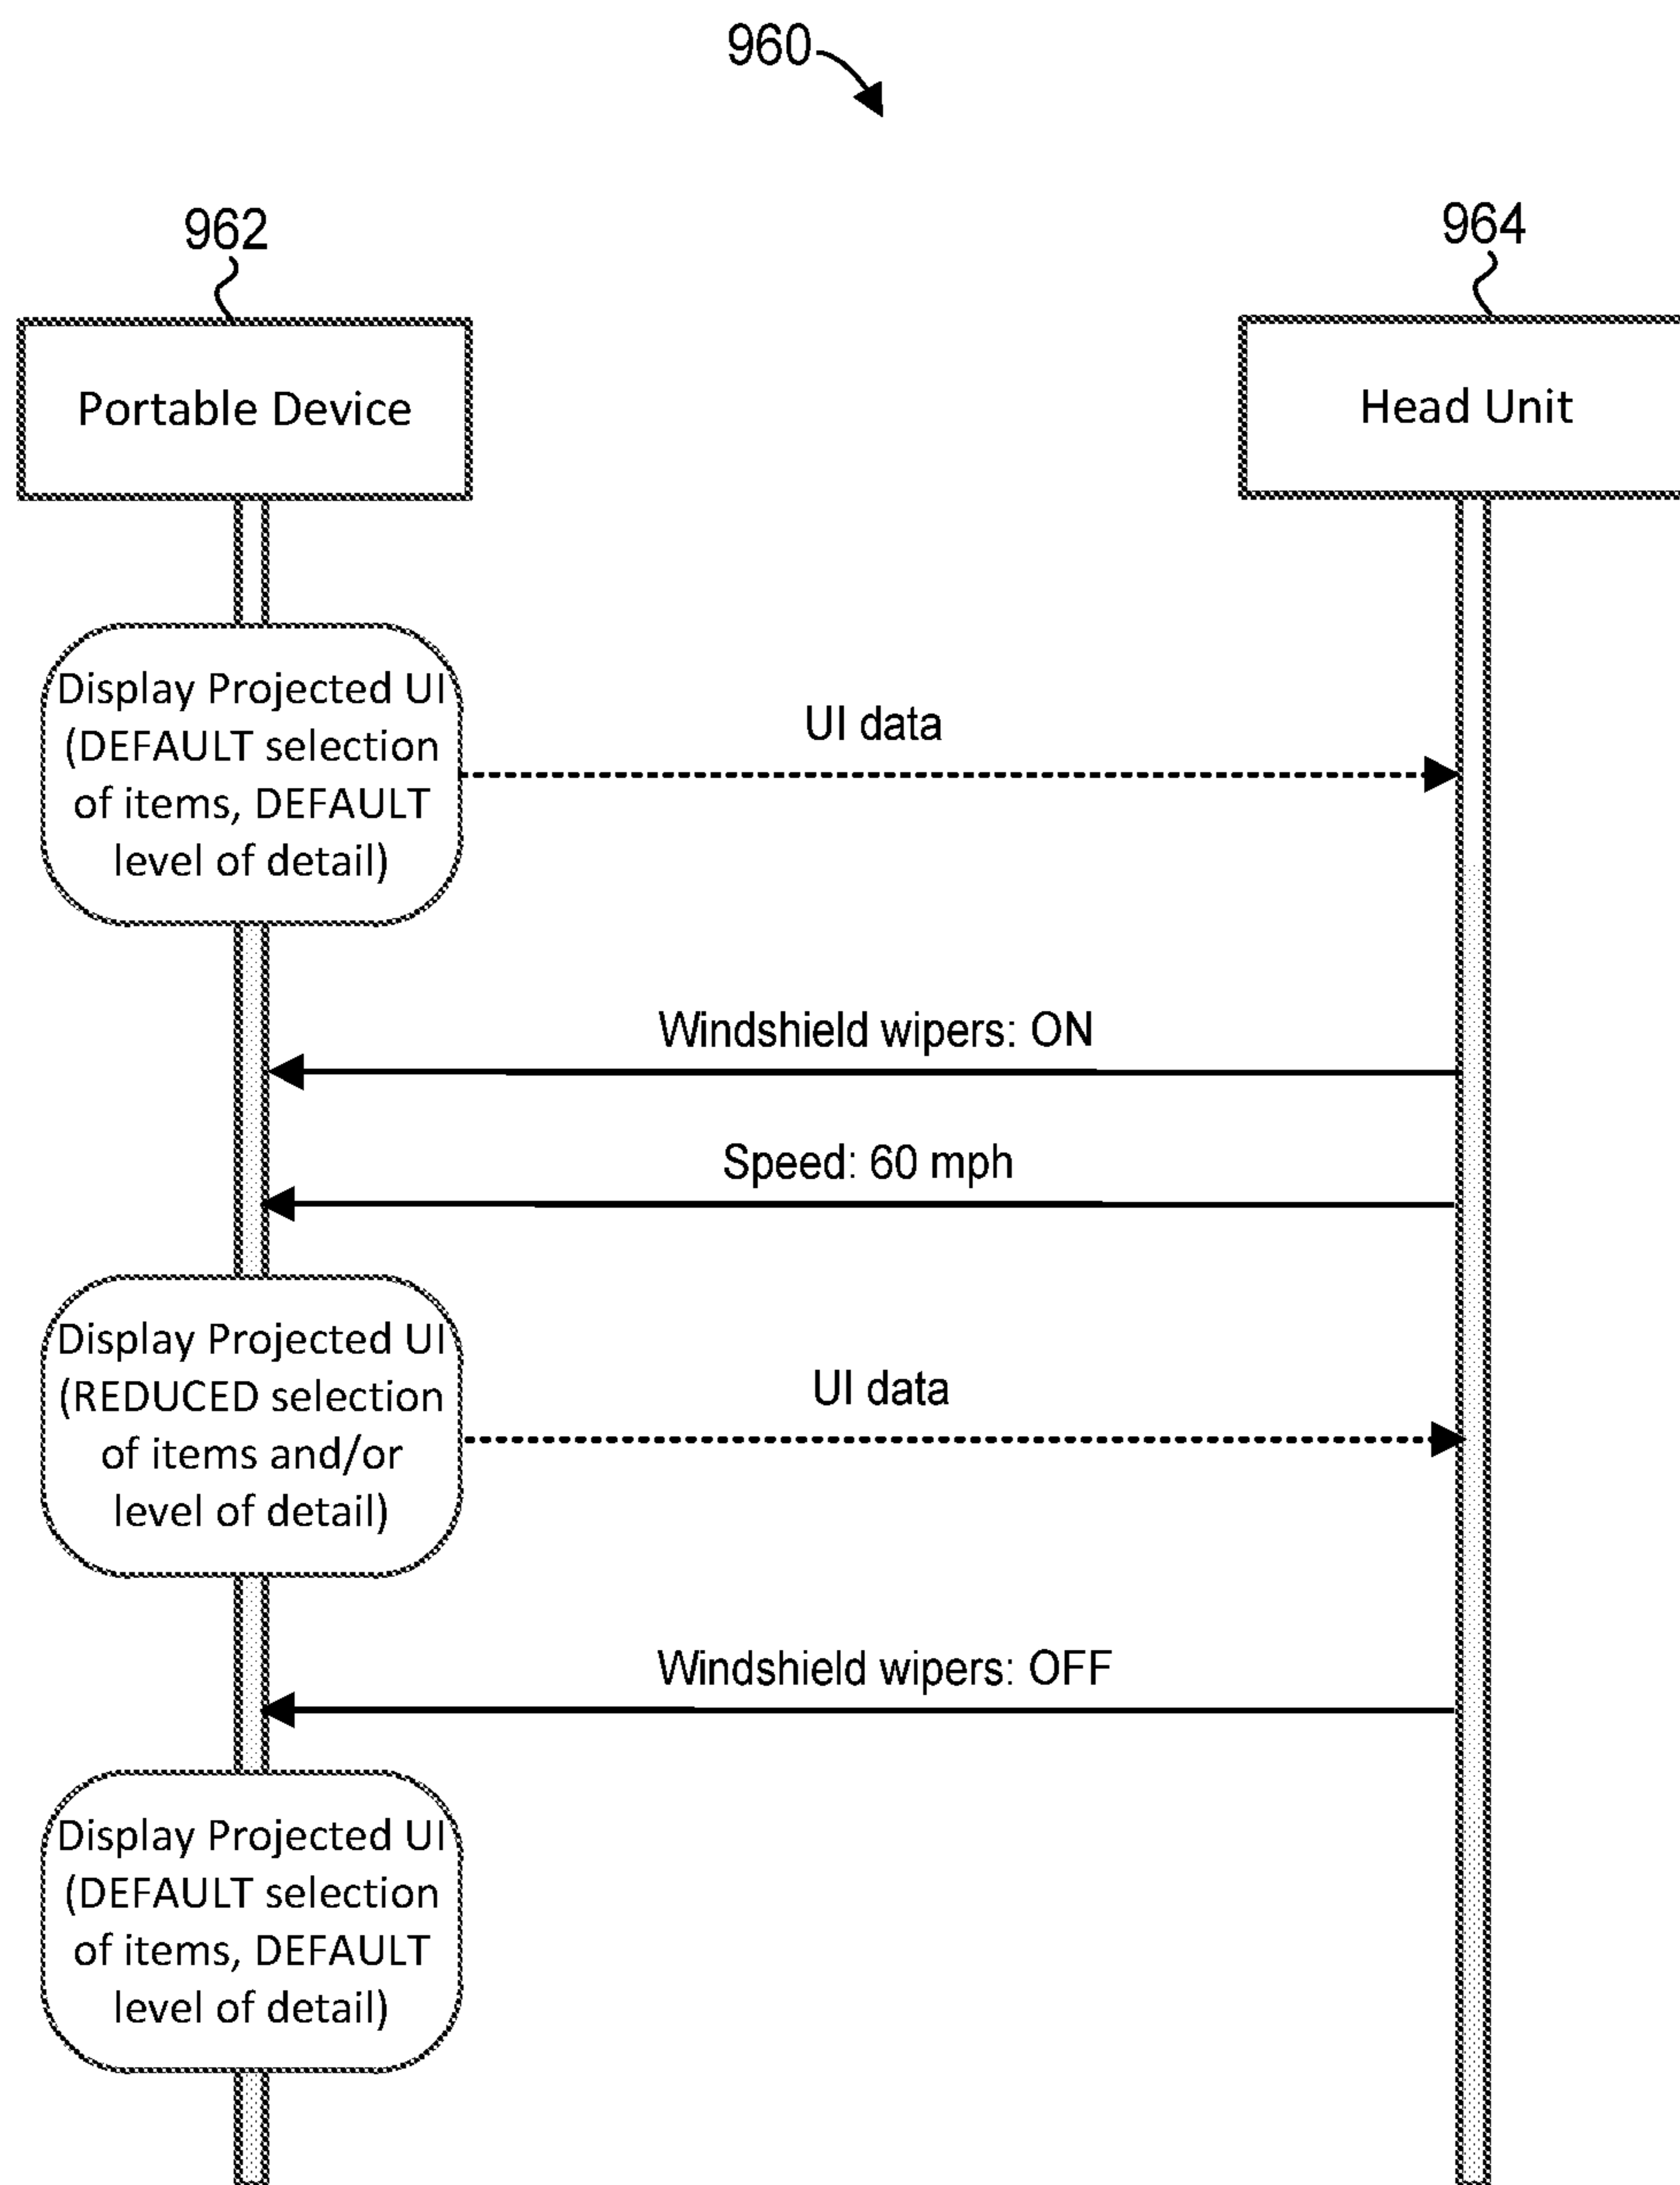 960
962
964
Portable Device
Head Unit
Display Projected UI
(DEFAULT selection
of items, DEFAULT
level of detail)
UI data
Windshield wipers: ON
Speed: 60 mph
Display Projected UI
(REDUCED selection
of items and/or
level of detail)
UI data
Windshield wipers: OFF
Display Projected UI
(DEFAULT selection
of items, DEFAULT
level of detail)